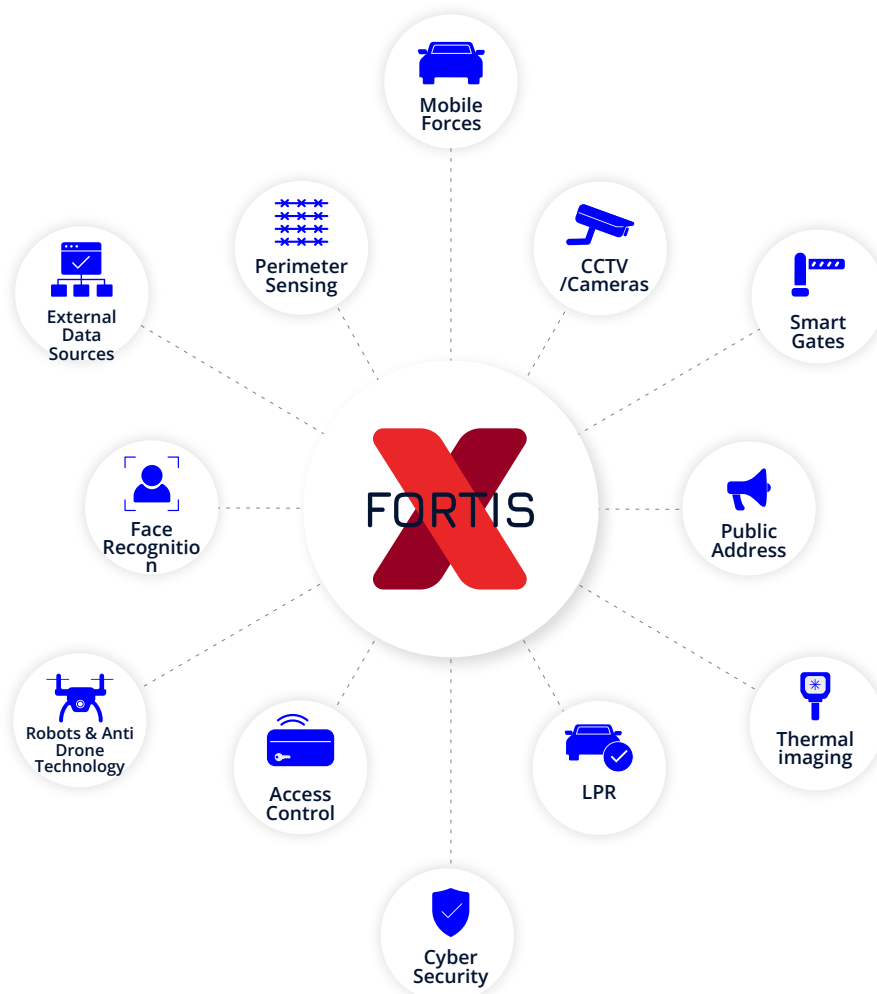 Mobile
Forces
Perimeter
Sensing
CCTV
/Cameras
External
Data
Sources
Smart
Gates
FORTIS
X
Face
Recognitio
n
Public
Address
Robots & Anti
Drone
Technology
Access
Control
LPR
Thermal
imaging
Cyber
Security